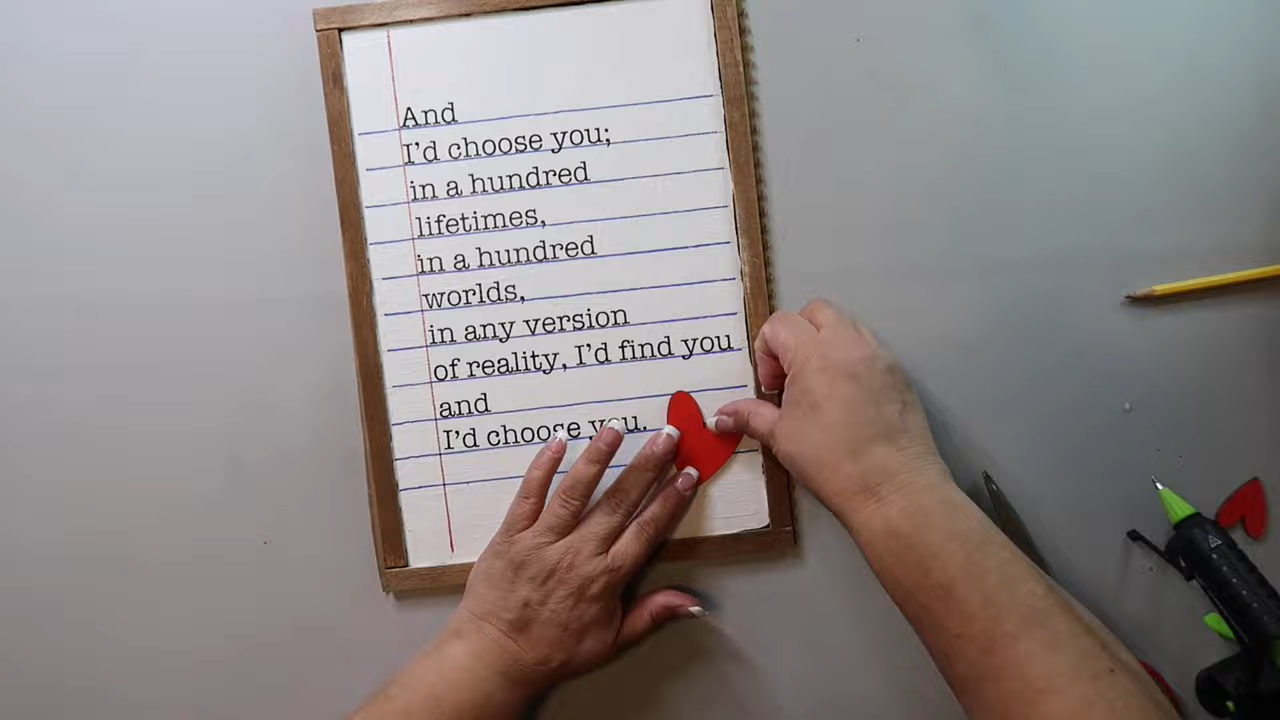 And
I'd choose you;
in a hundred
lifetimes,
in a hundred
worlds,
in any version
of reality, I'd find you
and
I'd choose you.